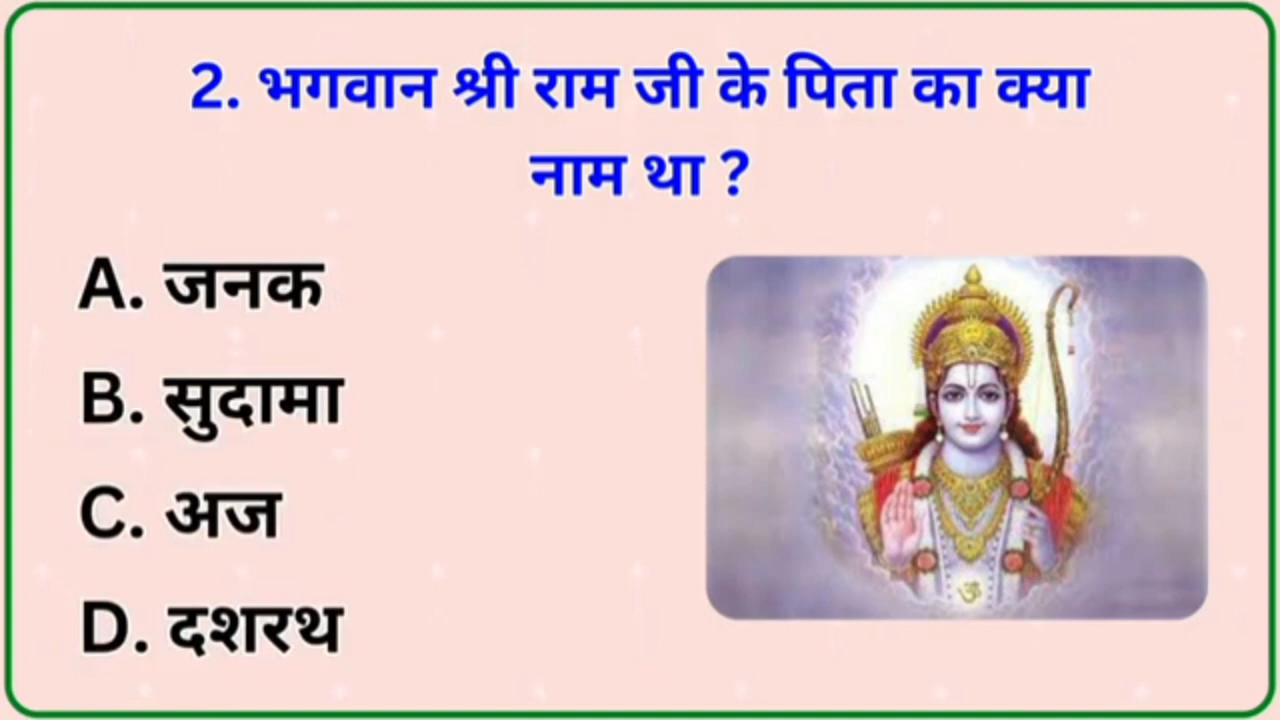 2. भगवान श्री राम जी के पिता का क्या
नाम था ?
A. जनक
B. सुदामा
C. अज
D. दशरथ
ॐ